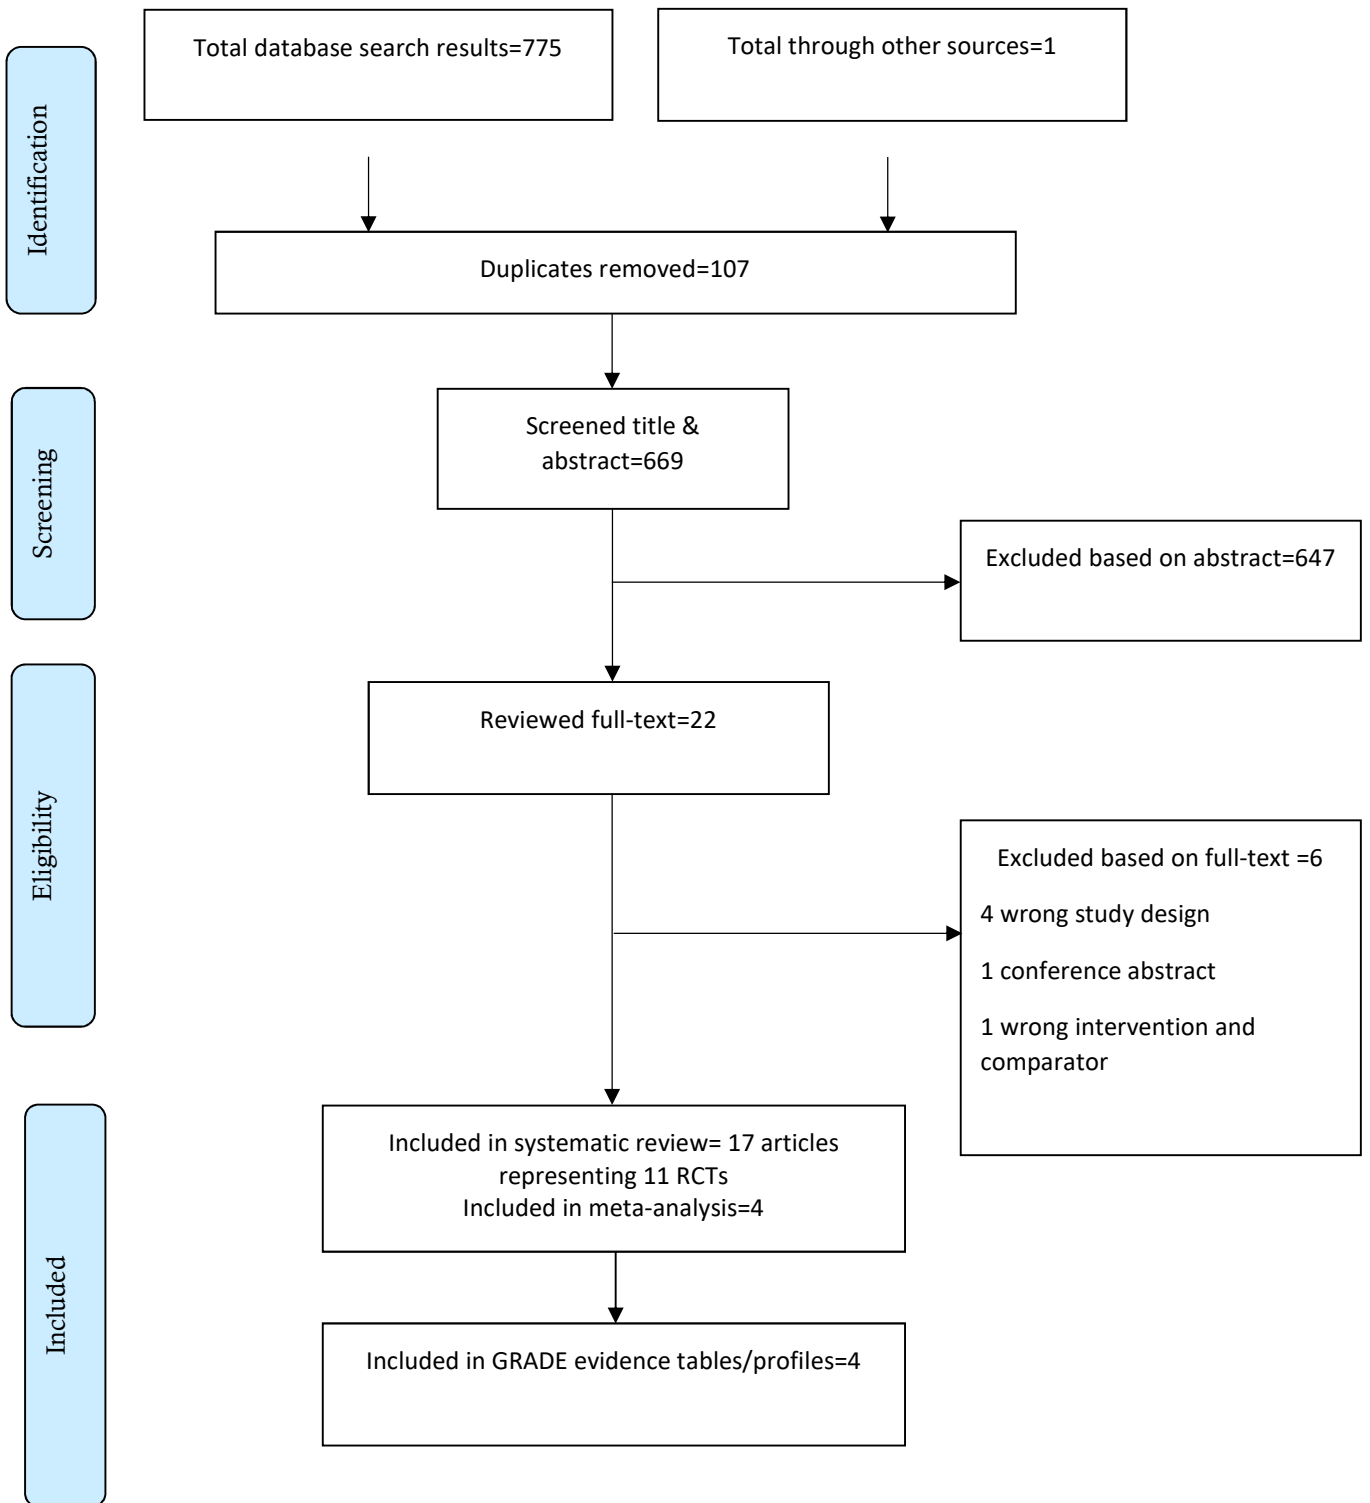 Total database search results=775
Total through other sources=1
Identification
Duplicates removed=107
Screened title &
abstract=669
Screening
Excluded based on abstract=647
Reviewed full-text=22
Eligibility
Excluded based on full-text =6
4 wrong study design
1 conference abstract
1 wrong intervention and
comparator
Included in systematic review= 17 articles
representing 11 RCTs
Included in meta-analysis=4
Included
Included in GRADE evidence tables/profiles=4